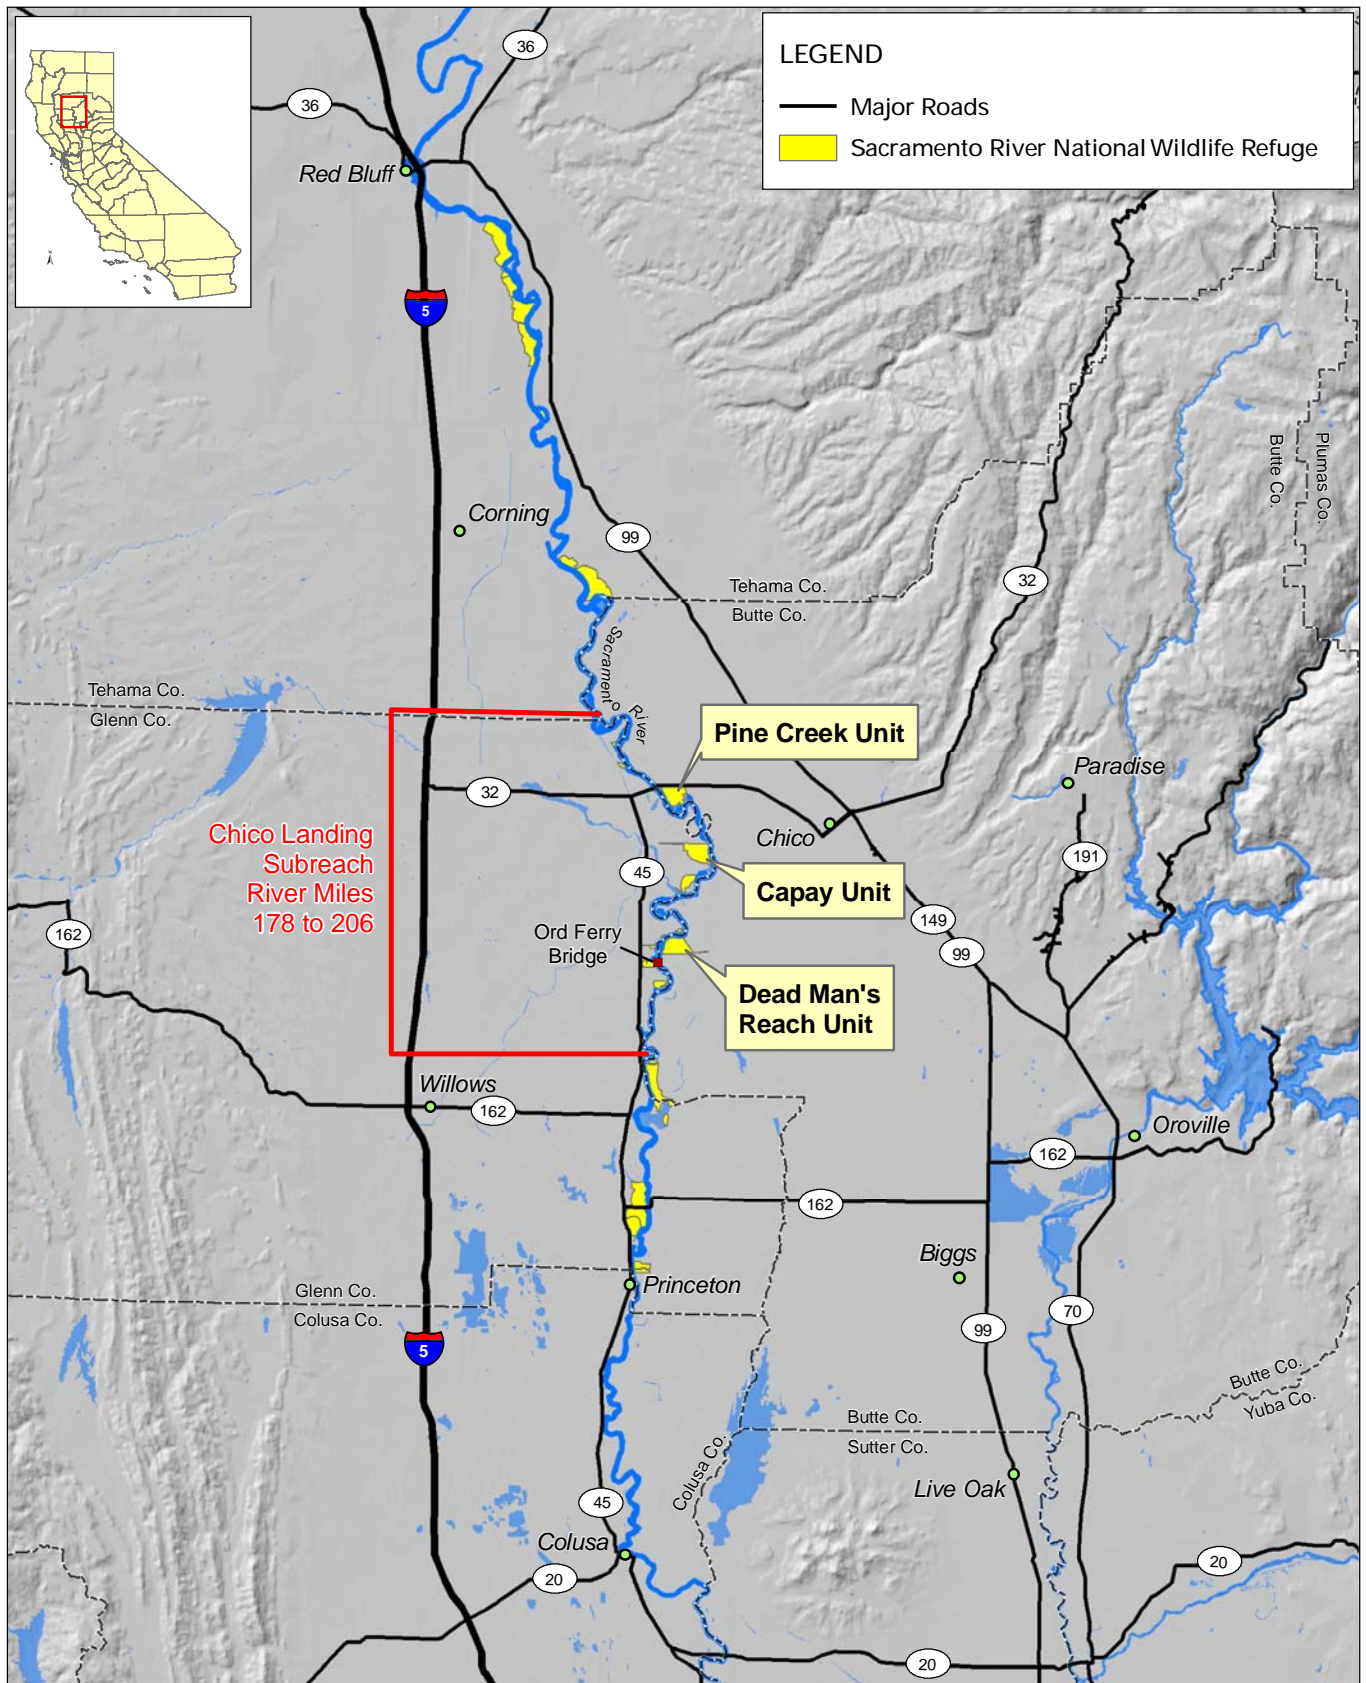 LEGEND
Major Roads
Sacramento River National Wildlife Refuge
36
36
Red Bluff
5
Corning
99
Tehama Co.
Butte Co.
32
Butte Co.
Plumas Co.
Sacramento River
Tehama Co.
Glenn Co.
Pine Creek Unit
32
Paradise
Chico
Chico Landing
Subreach
River Miles
178 to 206
45
191
Capay Unit
162
149
99
Ord Ferry
Bridge
Dead Man's
Reach Unit
Willows
162
Oroville
162
162
Biggs
Princeton
Glenn Co.
Colusa Co.
70
99
5
Butte Co.
Yuba Co.
Butte Co.
Sutter Co.
Colusa Co.
Live Oak
45
Colusa
20
20
20